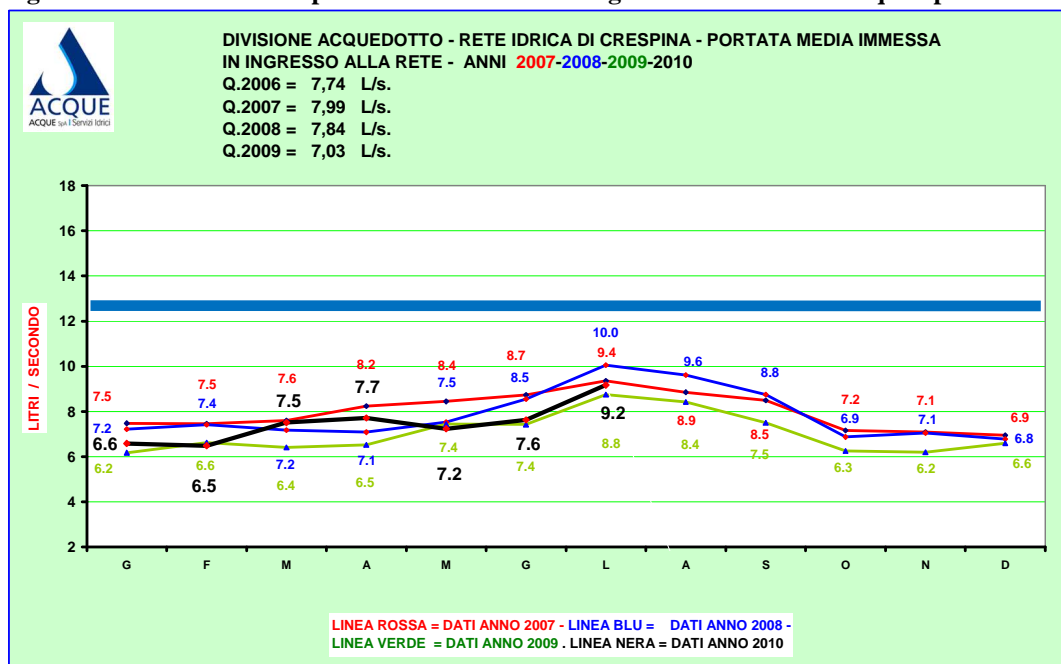 DIVISIONE ACQUEDOTTO - RETE IDRICA DI CRESPINA - PORTATA MEDIA IMMESSA
IN INGRESSO ALLA RETE - ANNI 2007-2008-2009-2010
Q.2006 = 7,74 L/s.
Q.2007 = 7,99 L/s.
Q.2008 = 7,84 L/s.
Q.2009 = 7,03 L/s.
ACQUE
ACQUE SpA | Servizi Idrici
LITRI / SECONDO
18
16
14
12
10
8
6
4
2
7.5 7.5 7.6 8.2 8.4 8.7 9.4 8.9 8.5 7.2 7.1 6.9
7.2 7.4 7.2 7.1 7.5 8.5 10.0 9.6 8.8 6.9 7.1 6.8
6.6 6.5 7.5 7.7 7.2 7.6 9.2
6.2 6.6 6.4 6.5 7.4 7.4 8.8 8.4 7.5 6.3 6.2 6.6
G F M A M G L A S O N D
LINEA ROSSA = DATI ANNO 2007 - LINEA BLU = DATI ANNO 2008 -
LINEA VERDE = DATI ANNO 2009 . LINEA NERA = DATI ANNO 2010